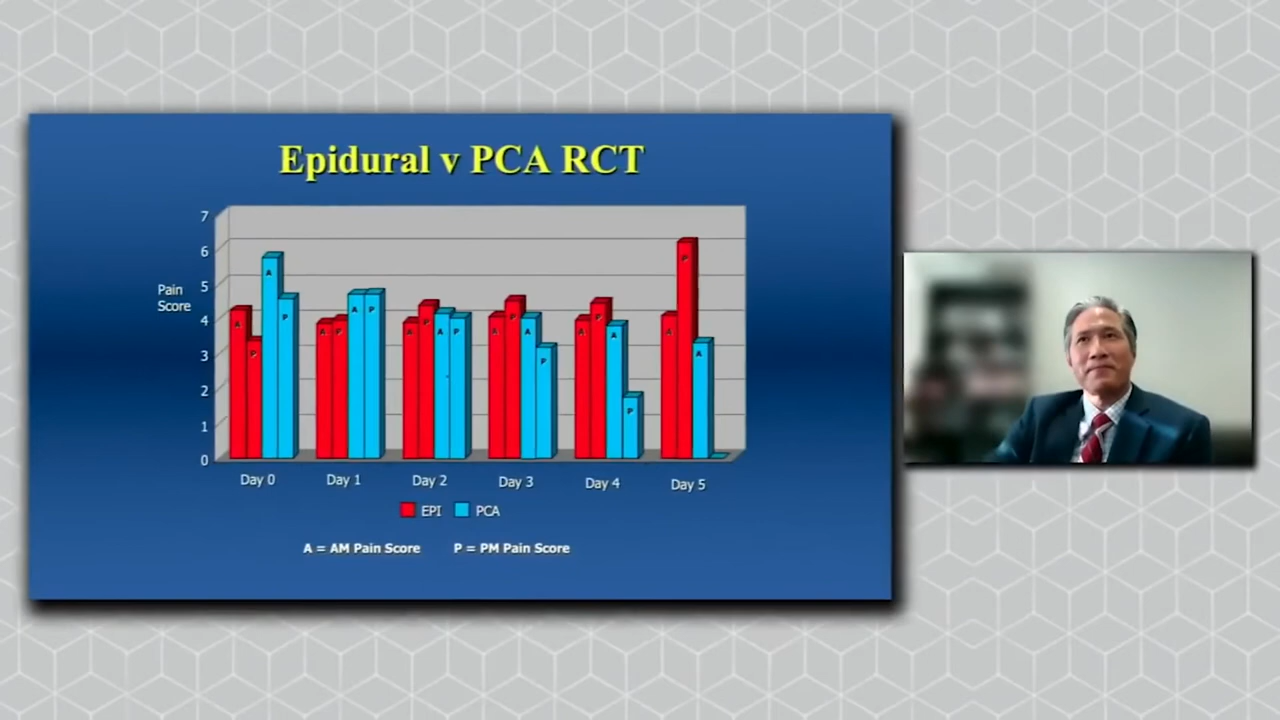 Epidural v PCA RCT
7
6
5
4
3
2
1
0
Pain
Score
A P A P
A P A P
A P A P
A P A P
A P A P
A P A
Day 0 Day 1 Day 2 Day 3 Day 4 Day 5
EPI PCA
A = AM Pain Score P = PM Pain Score